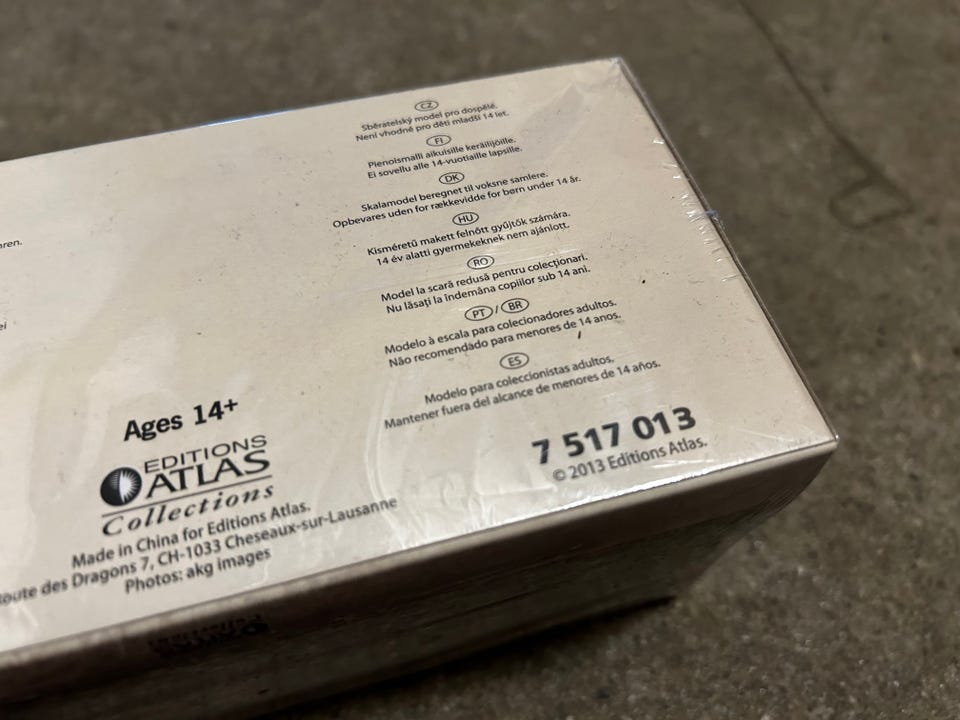 CZ
Sběratelský model pro dospělé.
Není vhodné pro děti mladší 14 let.
FI
Pienoismalli aikuisille keräilijöille.
Ei sovellu alle 14-vuotiaille lapsille.
DK
Skalamodel beregnet til voksne samlere.
Opbevares uden for rækkevidde for børn under 14 år.
HU
Kisméretű makett felnőtt gyűjtők számára.
14 év alatti gyermekeknek nem ajánlott.
RO
Model la scară redusă pentru colecționari.
Nu lăsați la îndemâna copiilor sub 14 ani.
PT / BR
Modelo à escala para colecionadores adultos.
Não recomendado para menores de 14 anos.
ES
Modelo para coleccionistas adultos.
Mantener fuera del alcance de menores de 14 años.
7 517 013
© 2013 Editions Atlas.
Ages 14+
EDITIONS
ATLAS
Collections
Made in China for Editions Atlas.
oute des Dragons 7, CH-1033 Cheseaux-sur-Lausanne
Photos: akg images